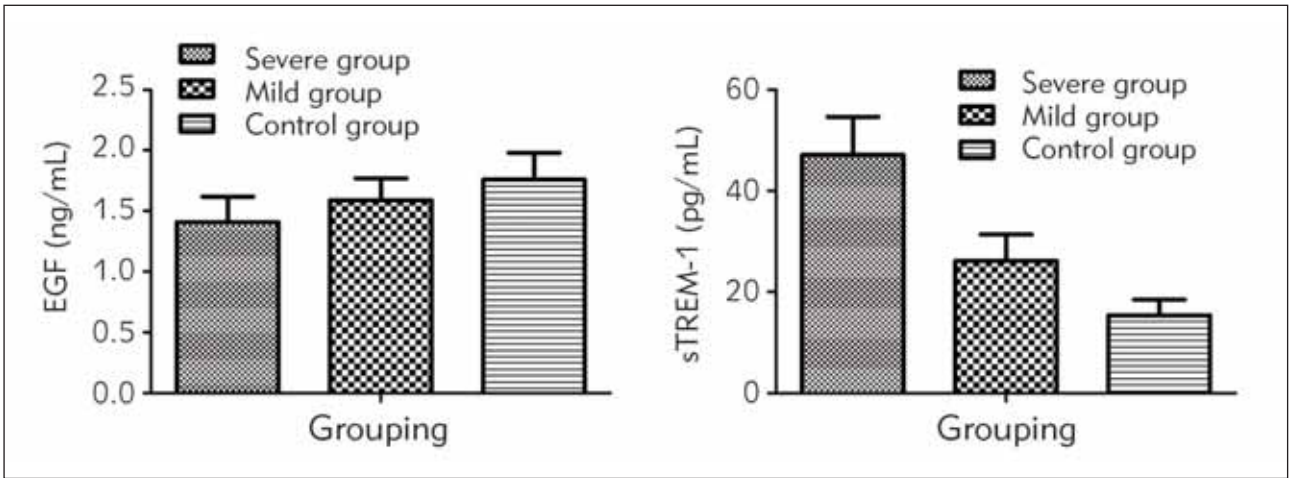 Severe group
Mild group
Control group
EGF (ng/mL)
2.5
2.0
1.5
1.0
0.5
0.0
Grouping
Severe group
Mild group
Control group
sTREM-1 (pg/mL)
60
40
20
0
Grouping